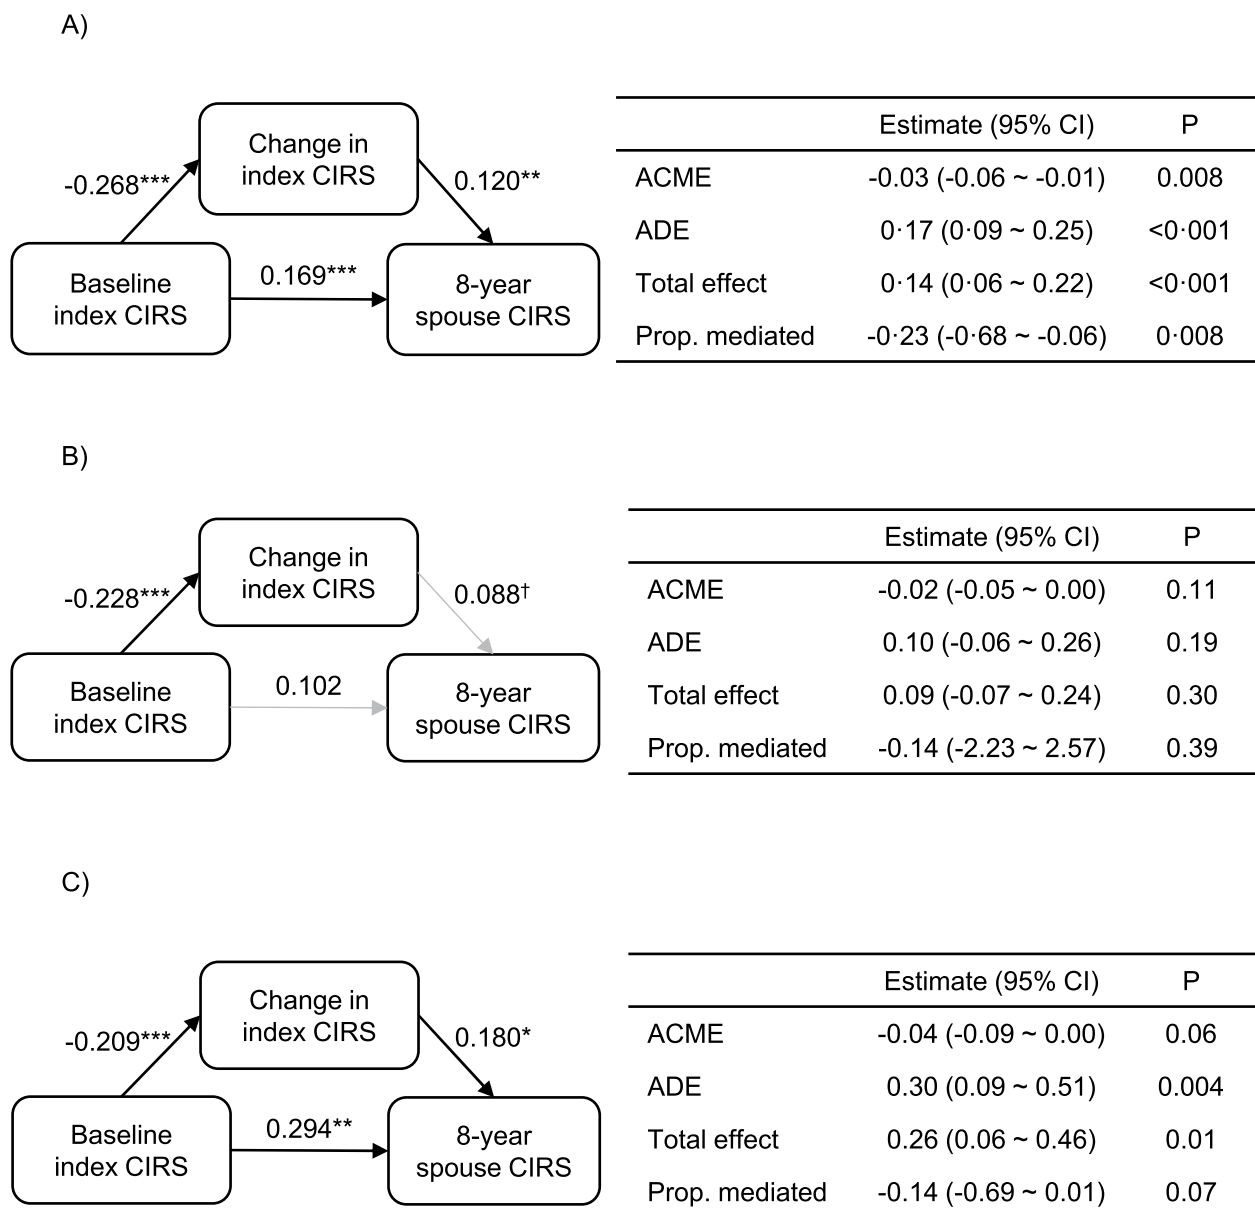 A)
Change in
index CIRS
-0.268***
0.120**
Baseline
index CIRS
0.169***
8-year
spouse CIRS
Estimate (95% CI) P
ACME -0.03 (-0.06 ~ -0.01) 0.008
ADE 0·17 (0·09 ~ 0.25) <0·001
Total effect 0·14 (0·06 ~ 0.22) <0·001
Prop. mediated -0·23 (-0·68 ~ -0.06) 0·008
B)
Change in
index CIRS
-0.228***
0.088†
Baseline
index CIRS
0.102
8-year
spouse CIRS
Estimate (95% CI) P
ACME -0.02 (-0.05 ~ 0.00) 0.11
ADE 0.10 (-0.06 ~ 0.26) 0.19
Total effect 0.09 (-0.07 ~ 0.24) 0.30
Prop. mediated -0.14 (-2.23 ~ 2.57) 0.39
C)
Change in
index CIRS
-0.209***
0.180*
Baseline
index CIRS
0.294**
8-year
spouse CIRS
Estimate (95% CI) P
ACME -0.04 (-0.09 ~ 0.00) 0.06
ADE 0.30 (0.09 ~ 0.51) 0.004
Total effect 0.26 (0.06 ~ 0.46) 0.01
Prop. mediated -0.14 (-0.69 ~ 0.01) 0.07